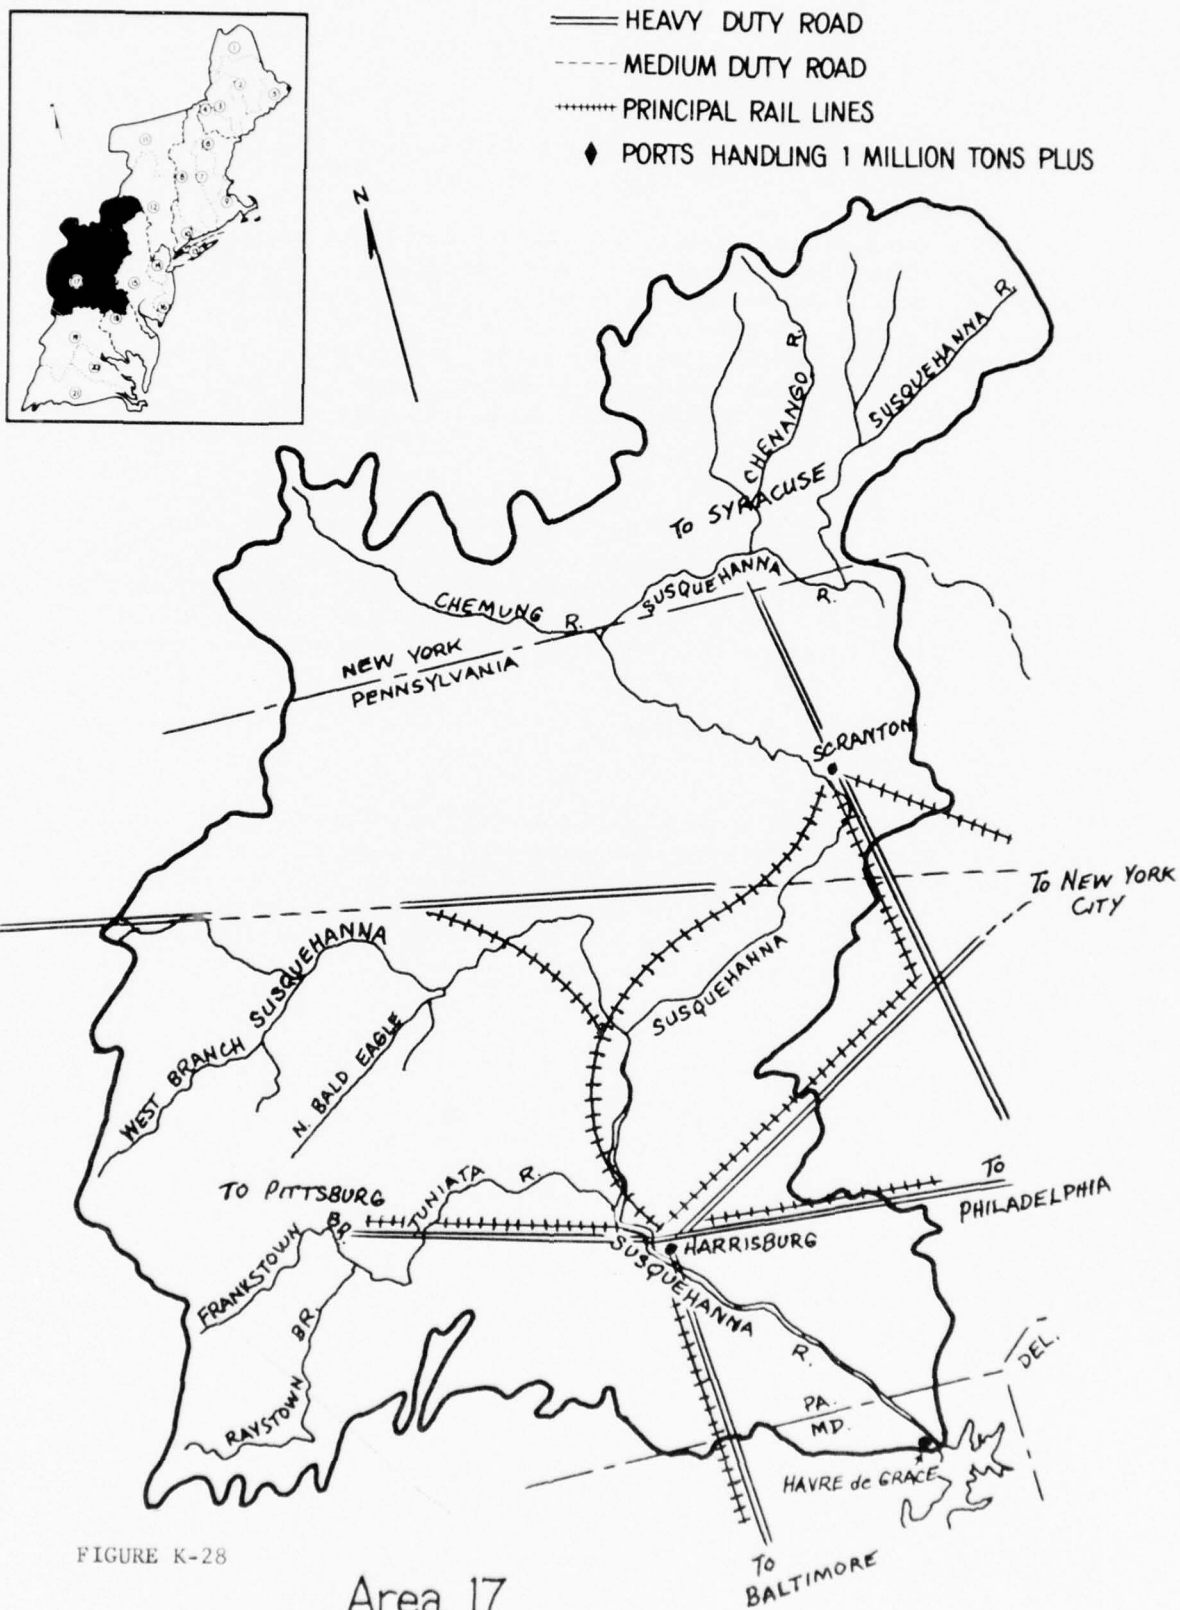 HEAVY DUTY ROAD
MEDIUM DUTY ROAD
PRINCIPAL RAIL LINES
PORTS HANDLING 1 MILLION TONS PLUS
N
CHENANGO R.
SUSQUEHANNA R.
To SYRACUSE
SUSQUEHANNA R.
CHEMUNG R.
NEW YORK
PENNSYLVANIA
SCRANTON
To NEW YORK
CITY
WEST BRANCH SUSQUEHANNA
N. BALD EAGLE
SUSQUEHANNA
TO PITTSBURG
JUNIATA R.
TO
PHILADELPHIA
FRANKSTOWN BR.
HARRISBURG
SUSQUEHANNA R.
RAYSTOWN BR.
DEL.
PA.
MD.
HAVRE de GRACE
FIGURE K-28
To
BALTIMORE
Area 17